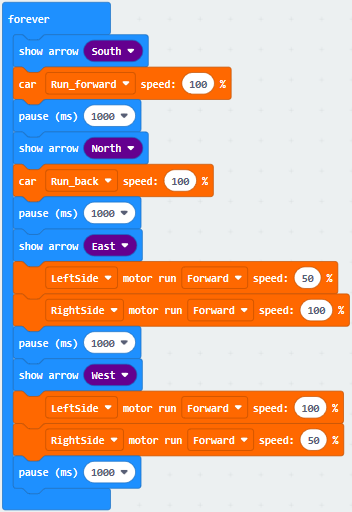 forever
show arrow South
car Run_forward speed: 100 %
pause (ms) 1000
show arrow North
car Run_back speed: 100 %
pause (ms) 1000
show arrow East
LeftSide motor run Forward speed: 50 %
RightSide motor run Forward speed: 100 %
pause (ms) 1000
show arrow West
LeftSide motor run Forward speed: 100 %
RightSide motor run Forward speed: 50 %
pause (ms) 1000